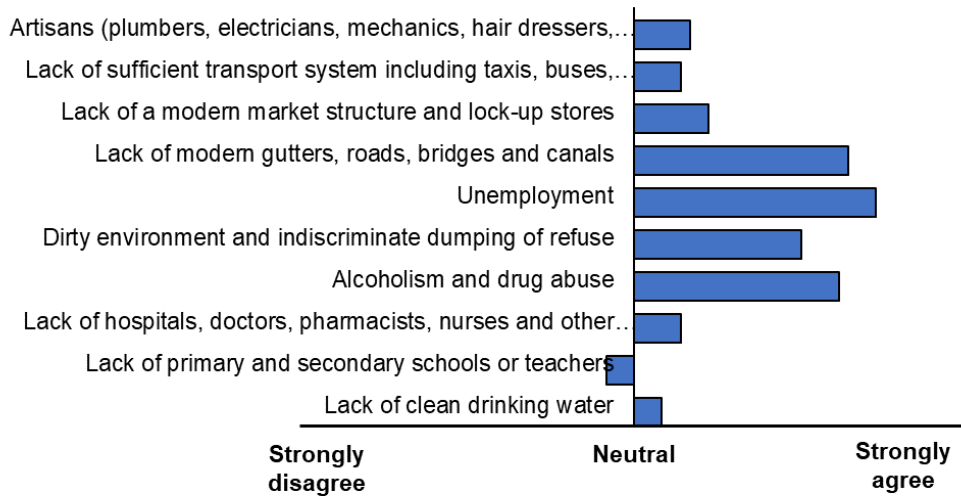 Artisans (plumbers, electricians, mechanics, hair dressers,…
Lack of sufficient transport system including taxis, buses,…
Lack of a modern market structure and lock-up stores
Lack of modern gutters, roads, bridges and canals
Unemployment
Dirty environment and indiscriminate dumping of refuse
Alcoholism and drug abuse
Lack of hospitals, doctors, pharmacists, nurses and other…
Lack of primary and secondary schools or teachers
Lack of clean drinking water
Strongly
disagree
Neutral
Strongly
agree